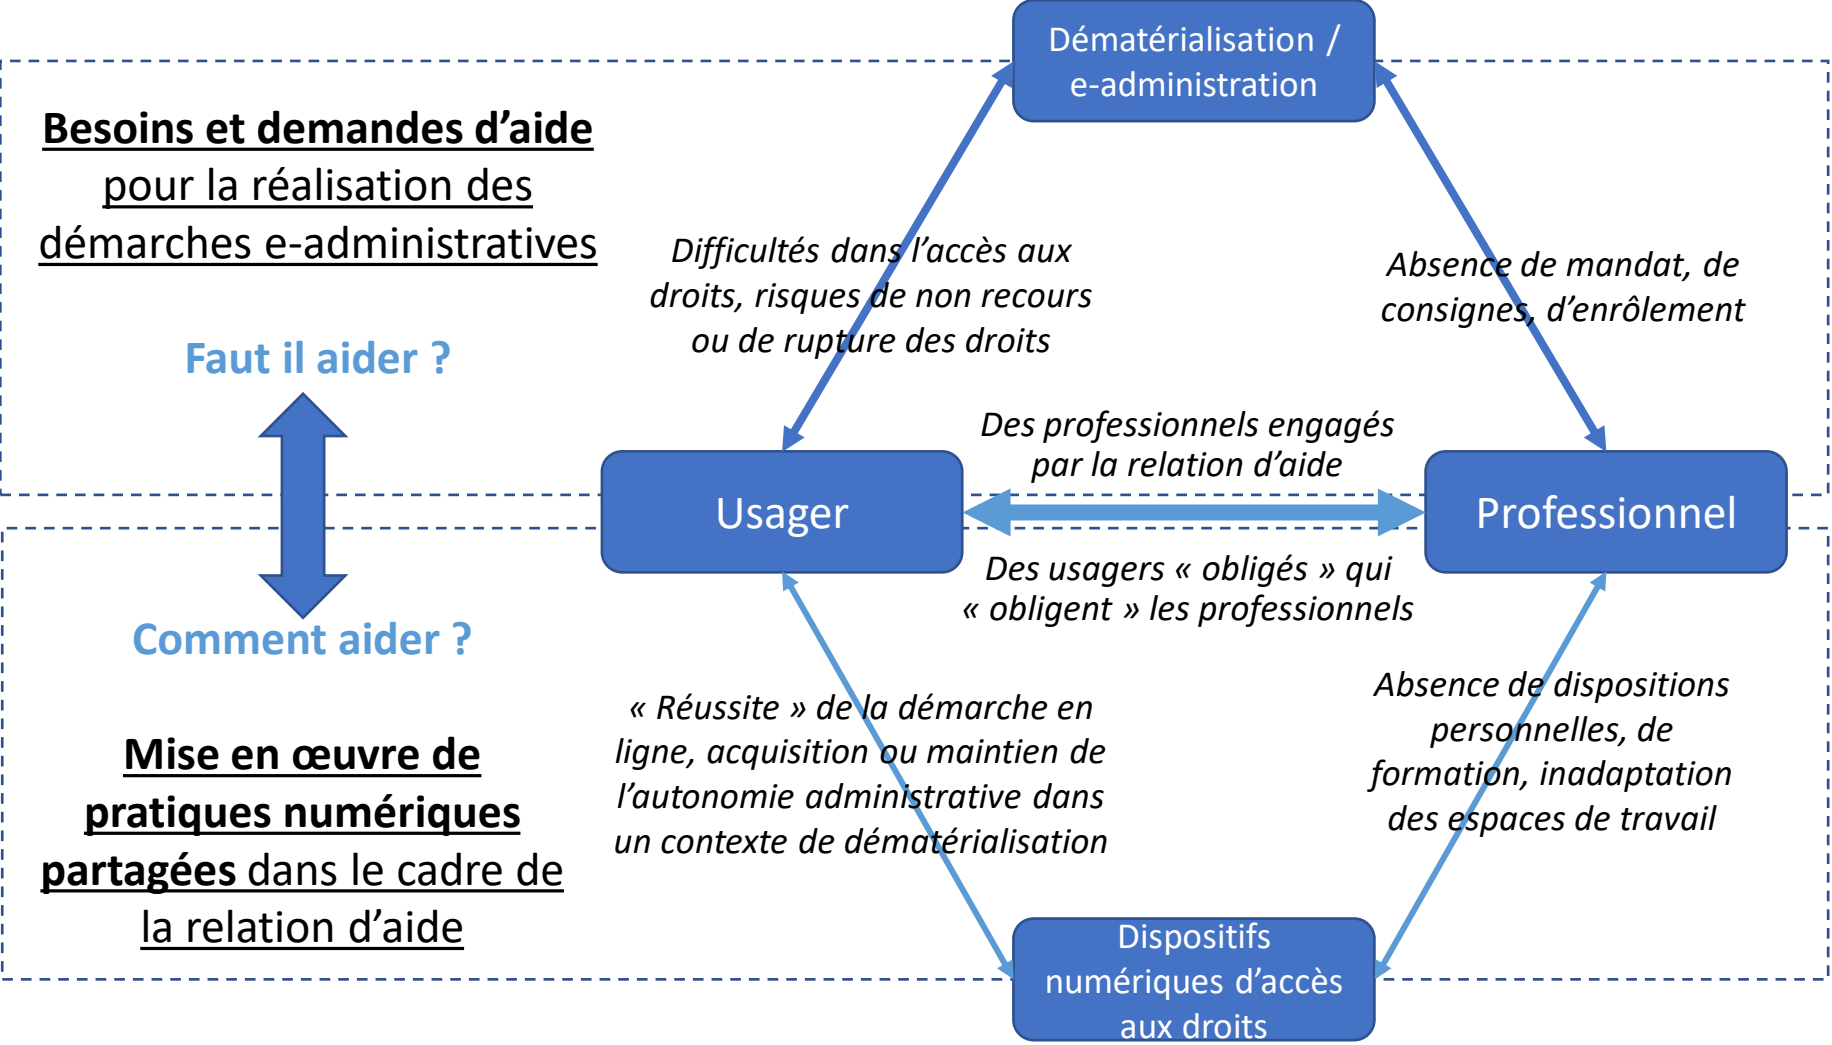 Dématérialisation /
e-administration
Besoins et demandes d’aide
pour la réalisation des
démarches e-administratives
Difficultés dans l’accès aux
droits, risques de non recours
ou de rupture des droits
Absence de mandat, de
consignes, d’enrôlement
Faut il aider ?
Des professionnels engagés
par la relation d’aide
Usager
Professionnel
Des usagers « obligés » qui
« obligent » les professionnels
Comment aider ?
« Réussite » de la démarche en
ligne, acquisition ou maintien de
l’autonomie administrative dans
un contexte de dématérialisation
Absence de dispositions
personnelles, de
formation, inadaptation
des espaces de travail
Mise en œuvre de
pratiques numériques
partagées dans le cadre de
la relation d’aide
Dispositifs
numériques d’accès
aux droits